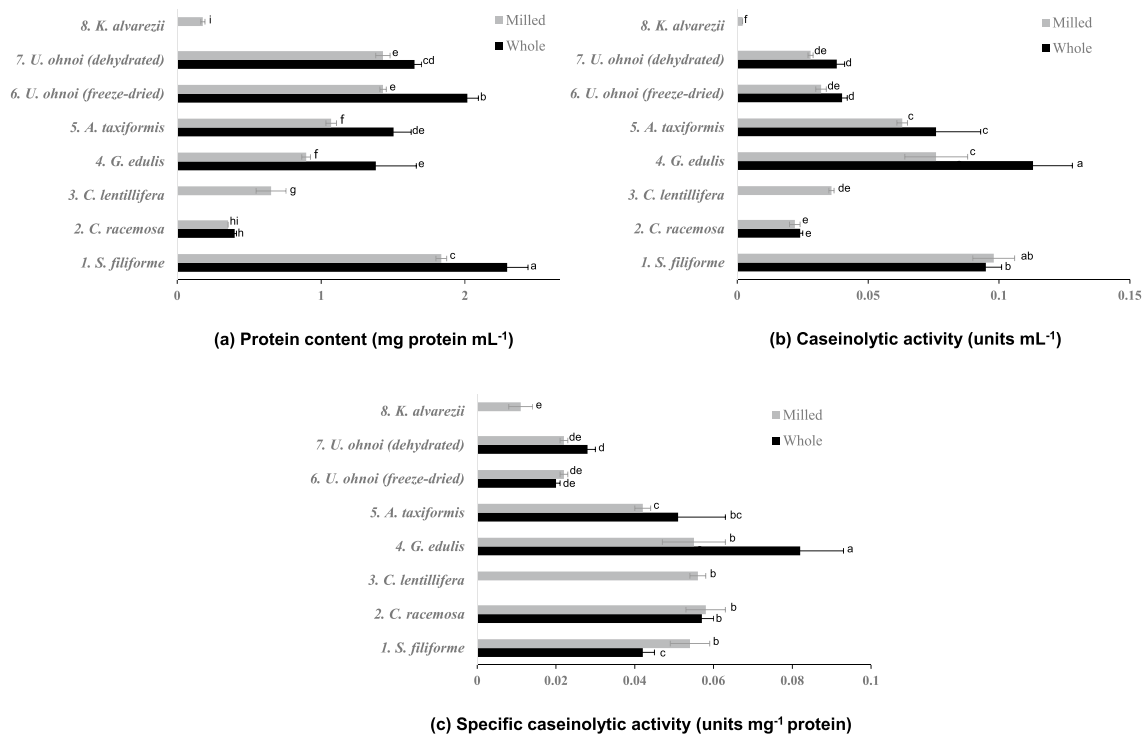 8. K. alvarezii
i
Milled
Whole
7. U. ohnoi (dehydrated)
e
cd
6. U. ohnoi (freeze-dried)
e
b
5. A. taxiformis
f
de
4. G. edulis
f
e
3. C. lentillifera
g
2. C. racemosa
hi
h
1. S. filiforme
c
a
0 1 2
(a) Protein content (mg protein mL-1)
8. K. alvarezii
f
Milled
Whole
7. U. ohnoi (dehydrated)
de
d
6. U. ohnoi (freeze-dried)
de
d
5. A. taxiformis
c
c
4. G. edulis
c
a
3. C. lentillifera
de
2. C. racemosa
e
e
1. S. filiforme
ab
b
0 0.05 0.1 0.15
(b) Caseinolytic activity (units mL-1)
8. K. alvarezii
e
Milled
Whole
7. U. ohnoi (dehydrated)
de
d
6. U. ohnoi (freeze-dried)
de
de
5. A. taxiformis
c
bc
4. G. edulis
b
a
3. C. lentillifera
b
2. C. racemosa
b
b
1. S. filiforme
b
c
0 0.02 0.04 0.06 0.08 0.1
(c) Specific caseinolytic activity (units mg-1 protein)